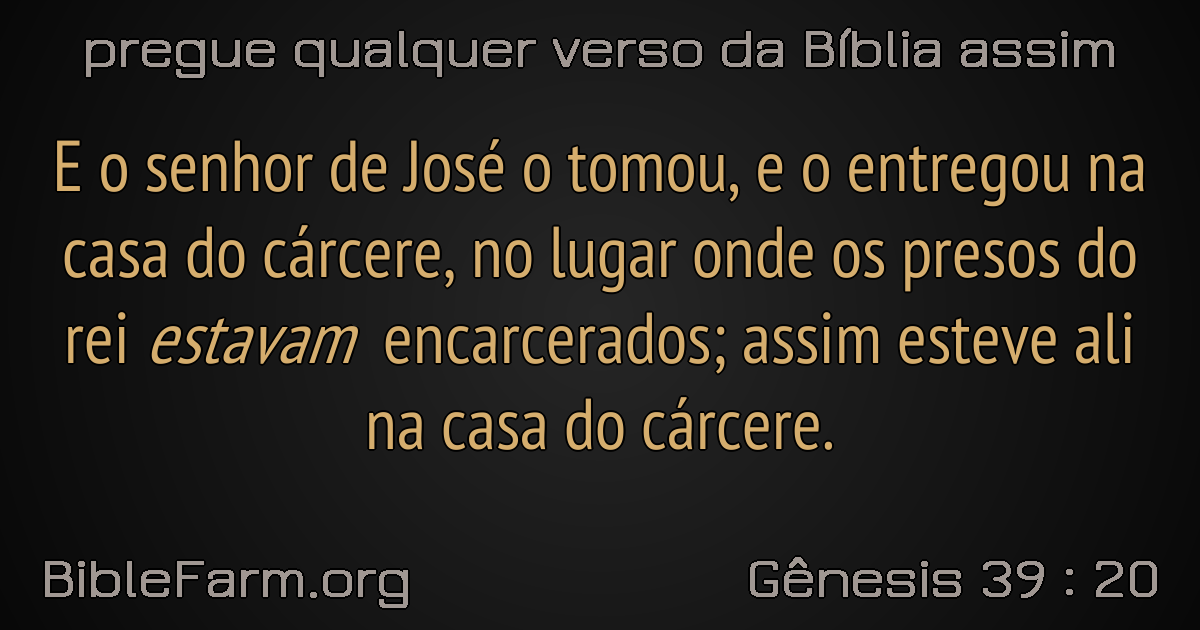 pregue qualquer verso da Bíblia assim
E o senhor de José o tomou, e o entregou na
casa do cárcere, no lugar onde os presos do
rei estavam encarcerados; assim esteve ali
na casa do cárcere.
BibleFarm.org
Gênesis 39 : 20